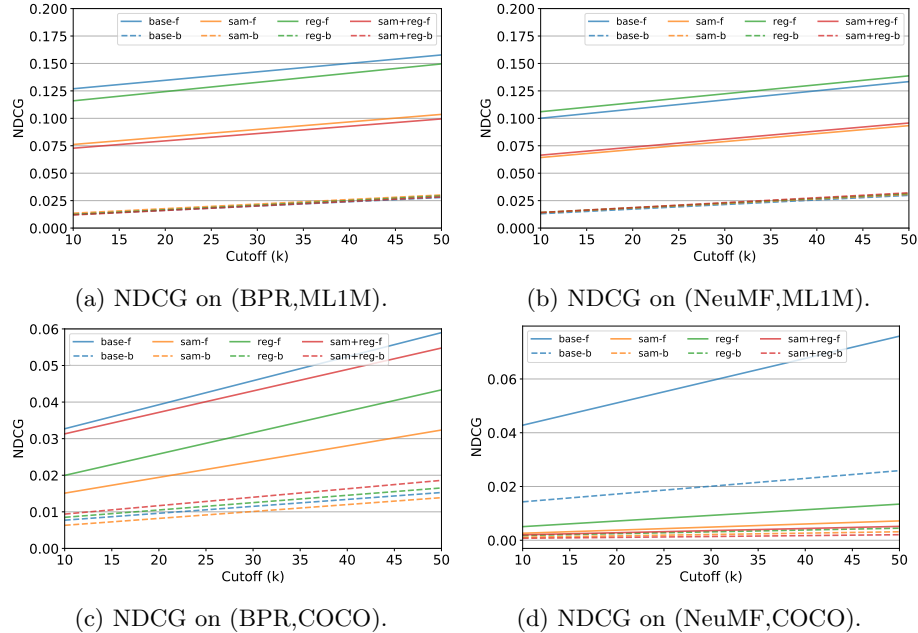 0.200
0.175
0.150
0.125
0.100
0.075
0.050
0.025
0.000
NDCG
base-f sam-f reg-f sam+reg-f
base-b sam-b reg-b sam+reg-b
10 15 20 25 30 35 40 45 50
Cutoff (k)
(a) NDCG on (BPR,ML1M).
0.200
0.175
0.150
0.125
0.100
0.075
0.050
0.025
0.000
NDCG
base-f sam-f reg-f sam+reg-f
base-b sam-b reg-b sam+reg-b
10 15 20 25 30 35 40 45 50
Cutoff (k)
(b) NDCG on (NeuMF,ML1M).
0.06
0.05
0.04
0.03
0.02
0.01
0.00
NDCG
base-f sam-f reg-f sam+reg-f
base-b sam-b reg-b sam+reg-b
10 15 20 25 30 35 40 45 50
Cutoff (k)
(c) NDCG on (BPR,COCO).
0.06
0.04
0.02
0.00
NDCG
base-f sam-f reg-f sam+reg-f
base-b sam-b reg-b sam+reg-b
10 15 20 25 30 35 40 45 50
Cutoff (k)
(d) NDCG on (NeuMF,COCO).